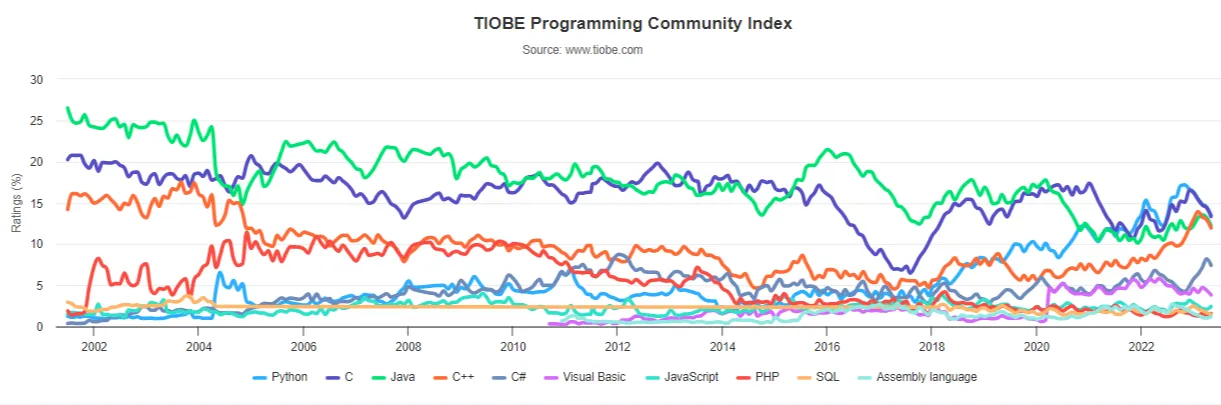 TIOBE Programming Community Index
Source: www.tiobe.com
Ratings (%)
30
25
20
15
10
5
0
2002 2004 2006 2008 2010 2012 2014 2016 2018 2020 2022
Python C Java C++ C# Visual Basic JavaScript PHP SQL Assembly language